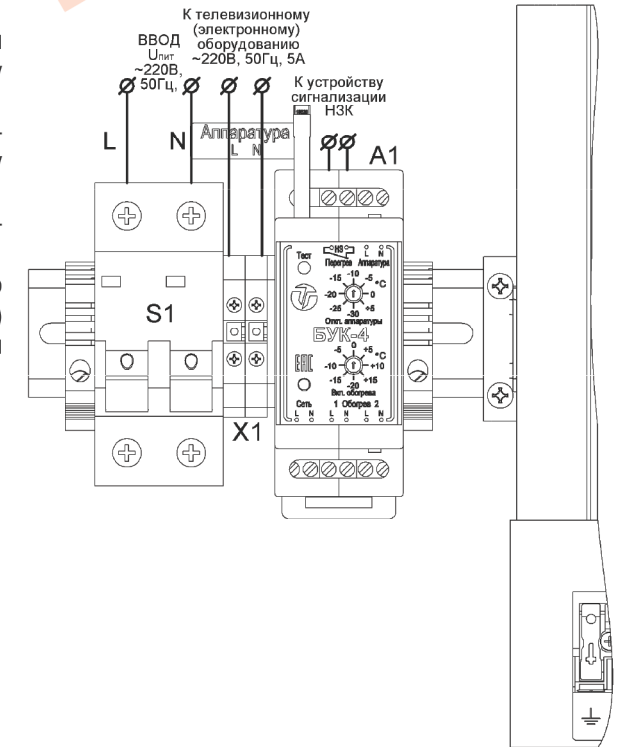 К телевизионному
(электронному)
оборудованию
~220В, 50Гц, 5А
ВВОД
Uпит
~220В,
50Гц,
К устройству
сигнализации
НЗК
L
N
Аппаратура
L N
A1
НЗ
L N
Тест
Перегрев Аппаратура
-15 -10 -5
°C
-20 0
-25 -30 +5
Откл. аппаратуры
БУК-4
-5 0 +5
°C
-10 +10
-15 -20 +15
Вкл. обогрева
EAC
Сеть 1 Обогрев 2
L N L N L N
S1
X1